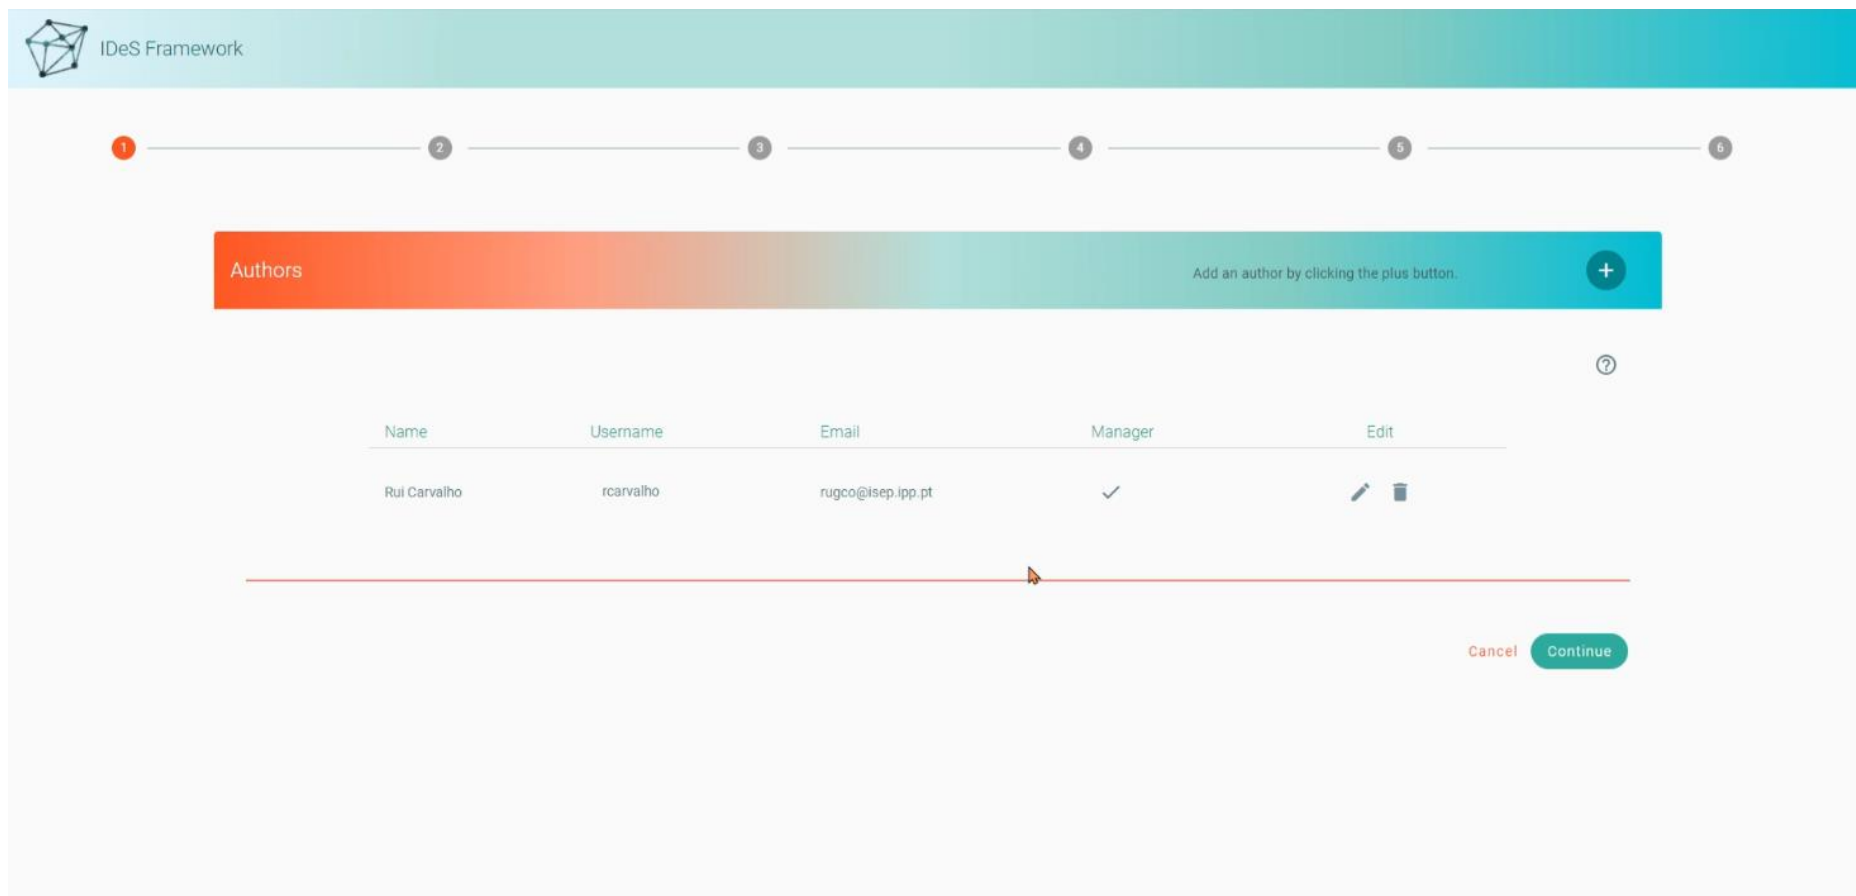 IDeS Framework
1 2 3 4 5 6
Authors Add an author by clicking the plus button.
Name Username Email Manager Edit
Rui Carvalho rcarvalho rugco@isep.ipp.pt
Cancel Continue